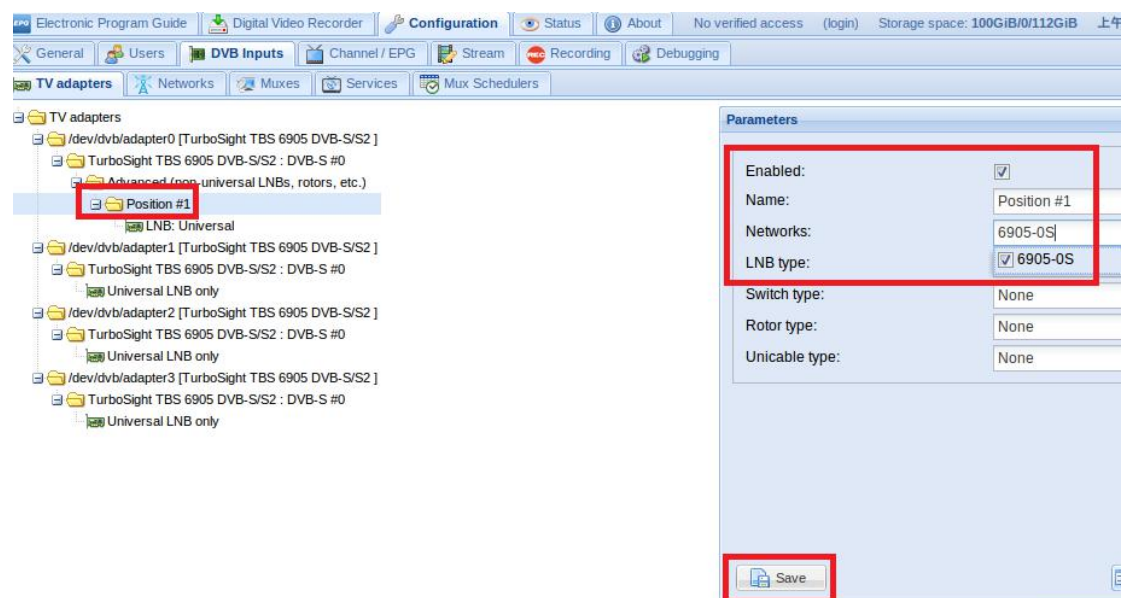 EPG Electronic Program Guide Digital Video Recorder Configuration Status About No verified access (login) Storage space: 100GiB/0/112GiB 上午
General Users DVB Inputs Channel / EPG Stream Recording Debugging
TV adapters Networks Muxes Services Mux Schedulers
TV adapters
/dev/dvb/adapter0 [TurboSight TBS 6905 DVB-S/S2 ]
TurboSight TBS 6905 DVB-S/S2 : DVB-S #0
Advanced (non-universal LNBs, rotors, etc.)
Position #1
LNB: Universal
/dev/dvb/adapter1 [TurboSight TBS 6905 DVB-S/S2 ]
TurboSight TBS 6905 DVB-S/S2 : DVB-S #0
Universal LNB only
/dev/dvb/adapter2 [TurboSight TBS 6905 DVB-S/S2 ]
TurboSight TBS 6905 DVB-S/S2 : DVB-S #0
Universal LNB only
/dev/dvb/adapter3 [TurboSight TBS 6905 DVB-S/S2 ]
TurboSight TBS 6905 DVB-S/S2 : DVB-S #0
Universal LNB only
Parameters
Enabled:
Name: Position #1
Networks: 6905-0S
LNB type: 6905-0S
Switch type: None
Rotor type: None
Unicable type: None
Save